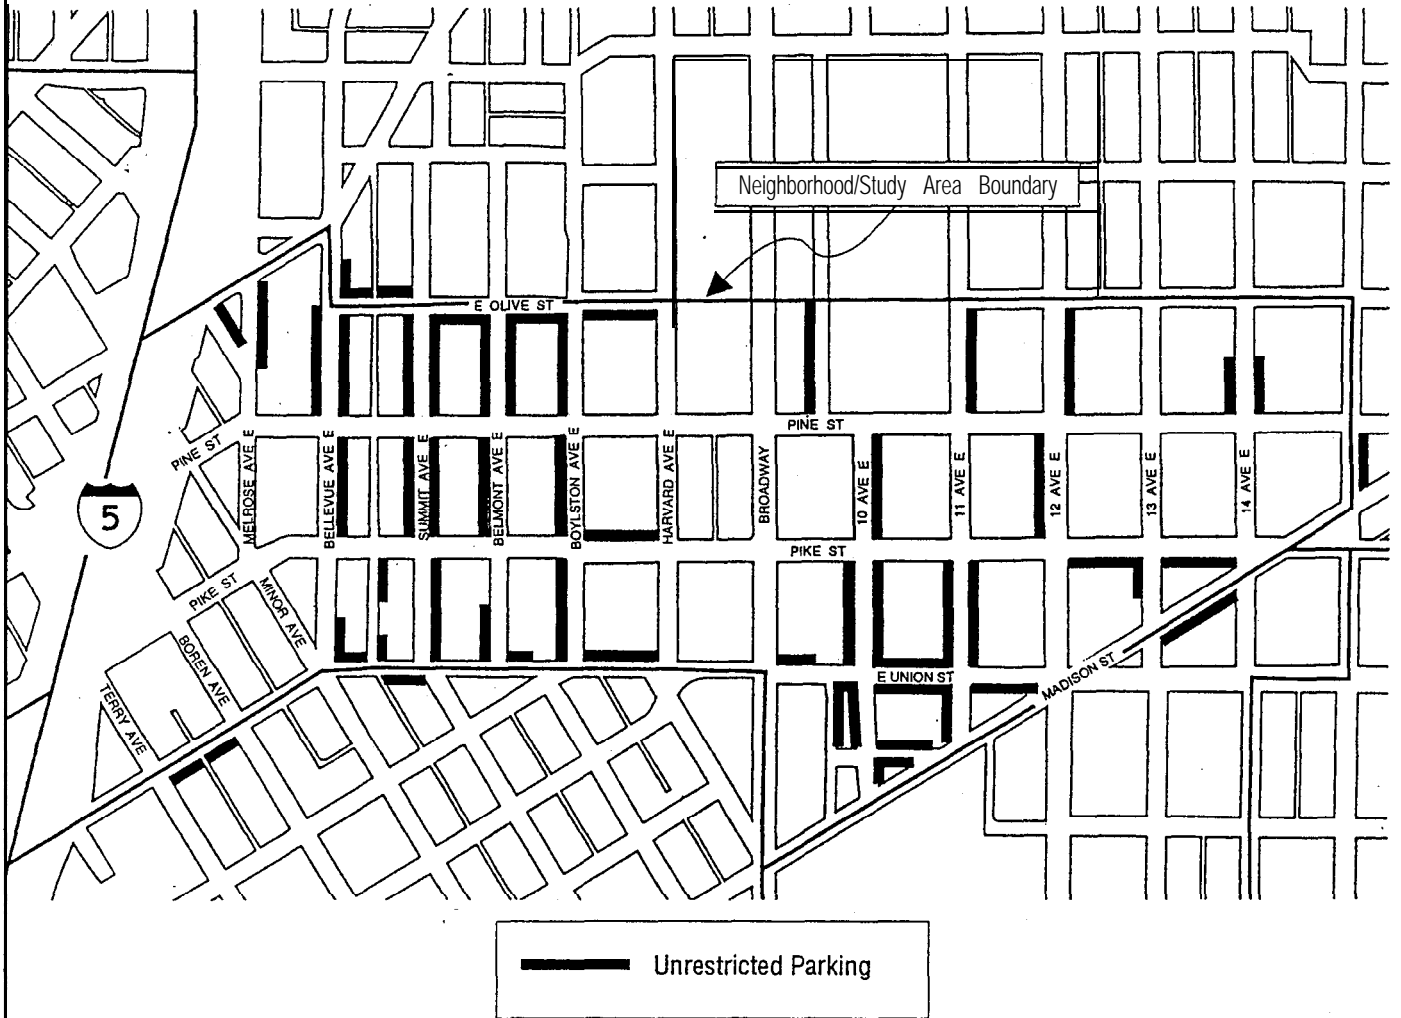 Neighborhood/Study Area Boundary
E OLIVE ST
PINE ST
PINE ST
MELROSE AVE E
BELLEVUE AVE E
SUMMIT AVE E
BELMONT AVE E
BOYLSTON AVE E
HARVARD AVE E
BROADWAY
10 AVE E
11 AVE E
12 AVE E
13 AVE E
14 AVE E
5
PIKE ST
PIKE ST
MINOR AVE
BOREN AVE
TERRY AVE
E UNION ST
MADISON ST
Unrestricted Parking